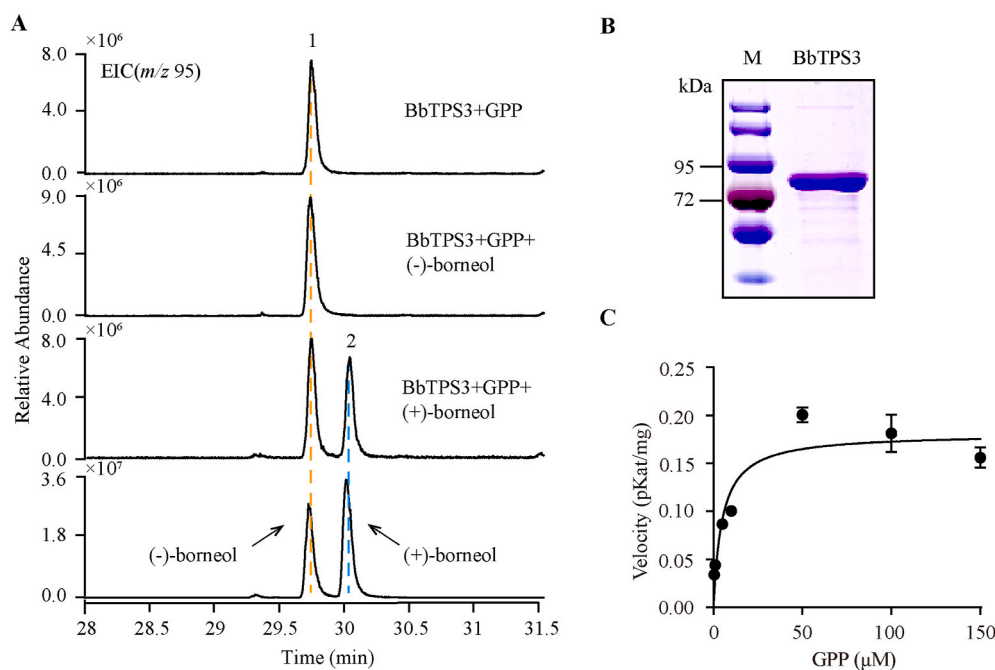 A
×10⁶
8.0
4.0
0.0
EIC(m/z 95)
1
BbTPS3+GPP
×10⁶
9.0
4.5
0.0
BbTPS3+GPP+
(-)-borneol
×10⁶
8.0
4.0
0.0
2
BbTPS3+GPP+
(+)-borneol
×10⁷
3.6
1.8
0.0
(-)-borneol
(+)-borneol
Relative Abundance
28 28.5 29.5 29.5 30 30.5 31.5 31.5
Time (min)
B
M BbTPS3
kDa
95
72
C
0.25
0.20
0.15
0.10
0.05
0.00
Velocity (pKat/mg)
0 50 100 150
GPP (μM)